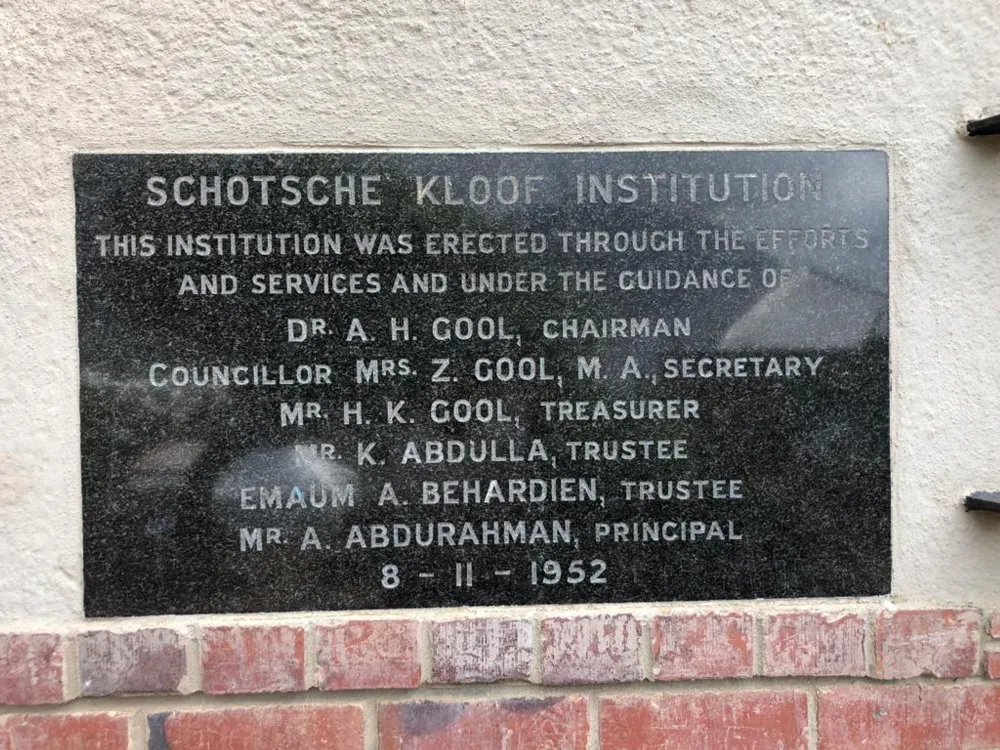 SCHOTSCHE KLOOF INSTITUTION
THIS INSTITUTION WAS ERECTED THROUGH THE EFFORTS
AND SERVICES AND UNDER THE GUIDANCE OF
DR. A. H. GOOL, CHAIRMAN
COUNCILLOR MRS. Z. GOOL, M. A., SECRETARY
MR. H. K. GOOL, TREASURER
MR. K. ABDULLA, TRUSTEE
EMAUM A. BEHARDIEN, TRUSTEE
MR. A. ABDURAHMAN, PRINCIPAL
8 - 11 - 1952